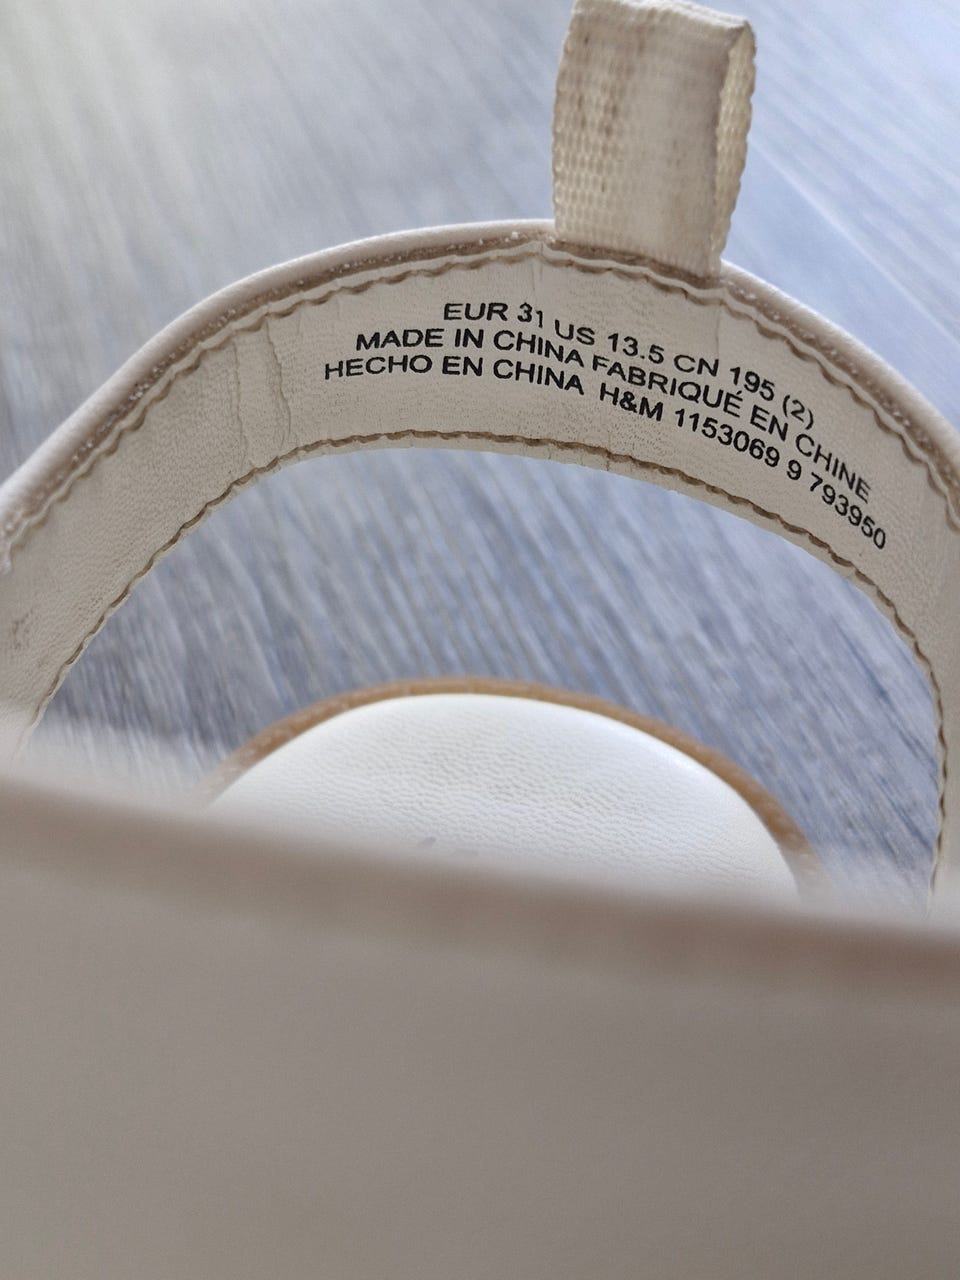 EUR 31 US 13.5 CN 195 (2)
MADE IN CHINA FABRIQUÉ EN CHINE
HECHO EN CHINA H&M 1153069 9 793950